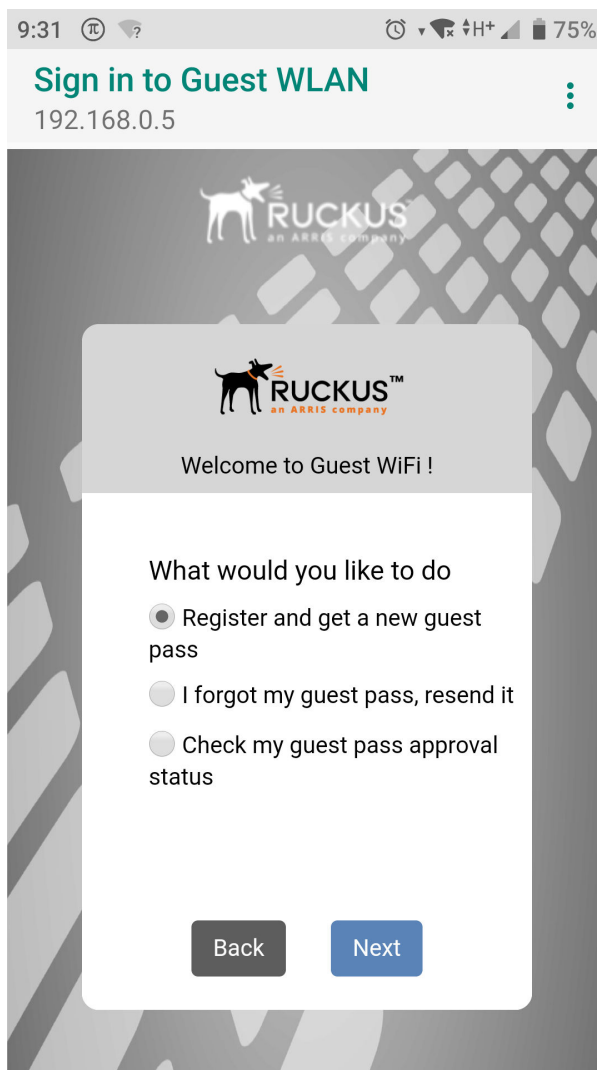 9:31
H+
75%
Sign in to Guest WLAN
192.168.0.5
RUCKUS
an ARRIS company
RUCKUS™
an ARRIS company
Welcome to Guest WiFi !
What would you like to do
Register and get a new guest
pass
I forgot my guest pass, resend it
Check my guest pass approval
status
Back
Next